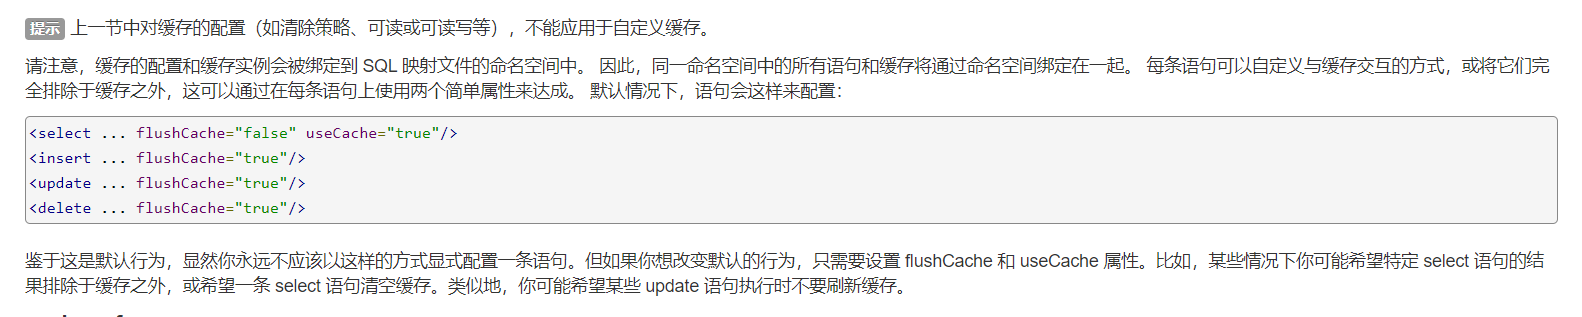 提示 上一节中对缓存的配置（如清除策略、可读或可读写等），不能应用于自定义缓存。
请注意，缓存的配置和缓存实例会被绑定到 SQL 映射文件的命名空间中。 因此，同一命名空间中的所有语句和缓存将通过命名空间绑定在一起。 每条语句可以自定义与缓存交互的方式，或将它们完
全排除于缓存之外，这可以通过在每条语句上使用两个简单属性来达成。 默认情况下，语句会这样来配置：
<select ... flushCache="false" useCache="true"/>
<insert ... flushCache="true"/>
<update ... flushCache="true"/>
<delete ... flushCache="true"/>
鉴于这是默认行为，显然你永远不应该以这样的方式显式配置一条语句。但如果你想改变默认的行为，只需要设置 flushCache 和 useCache 属性。比如，某些情况下你可能希望特定 select 语句的结
果排除于缓存之外，或希望一条 select 语句清空缓存。类似地，你可能希望某些 update 语句执行时不要刷新缓存。